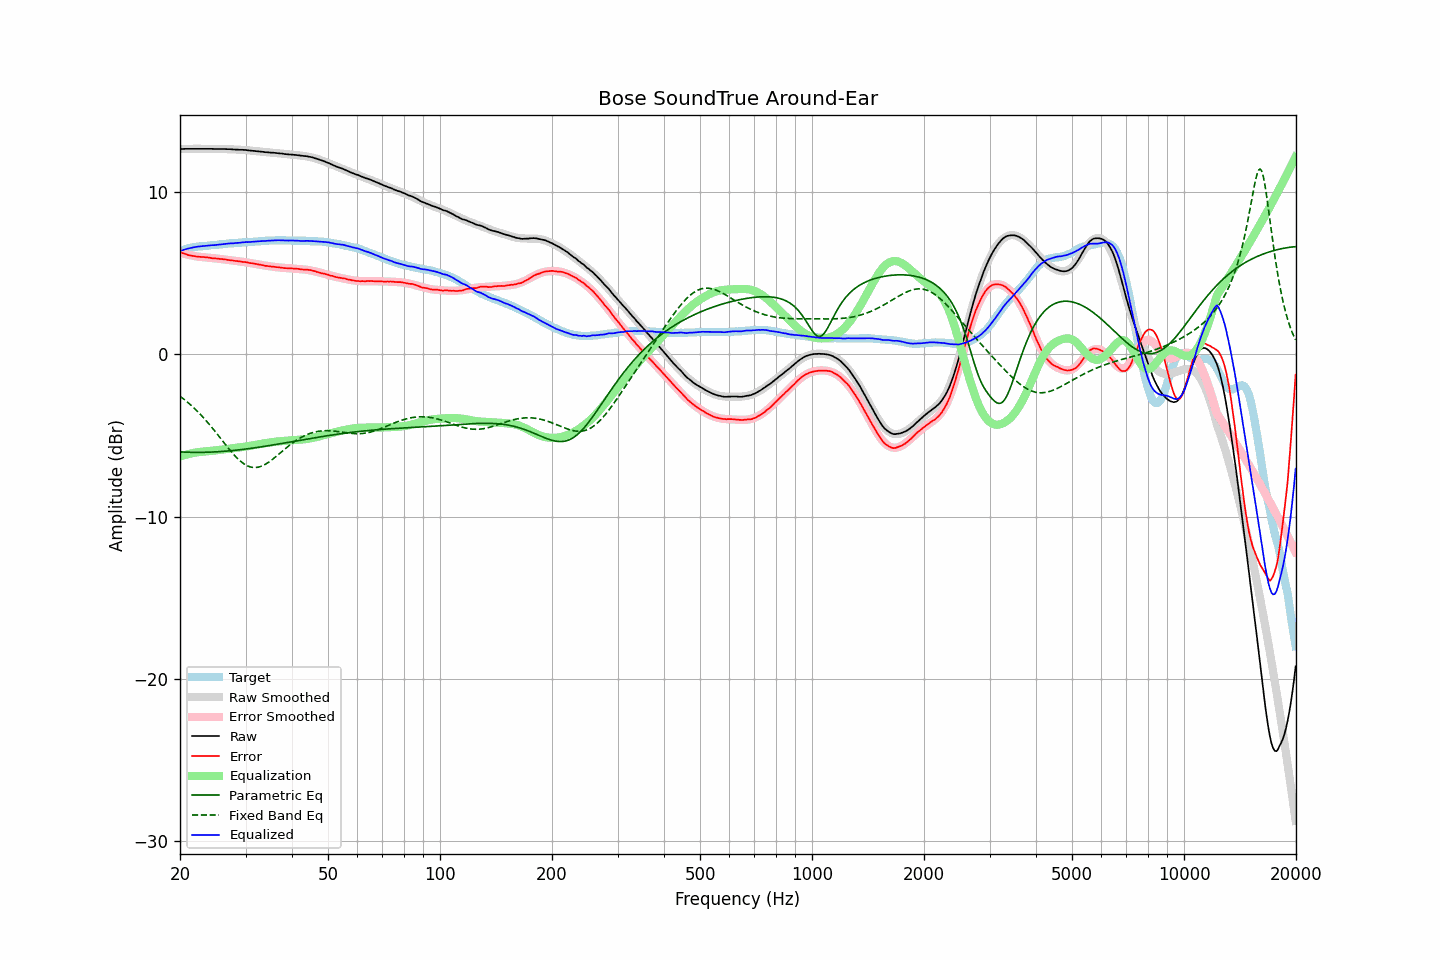 Bose SoundTrue Around-Ear
Amplitude (dBr)
10
0
−10
−20
−30
Target
Raw Smoothed
Error Smoothed
Raw
Error
Equalization
Parametric Eq
Fixed Band Eq
Equalized
20 50 100 200 500 1000 2000 5000 10000 20000
Frequency (Hz)